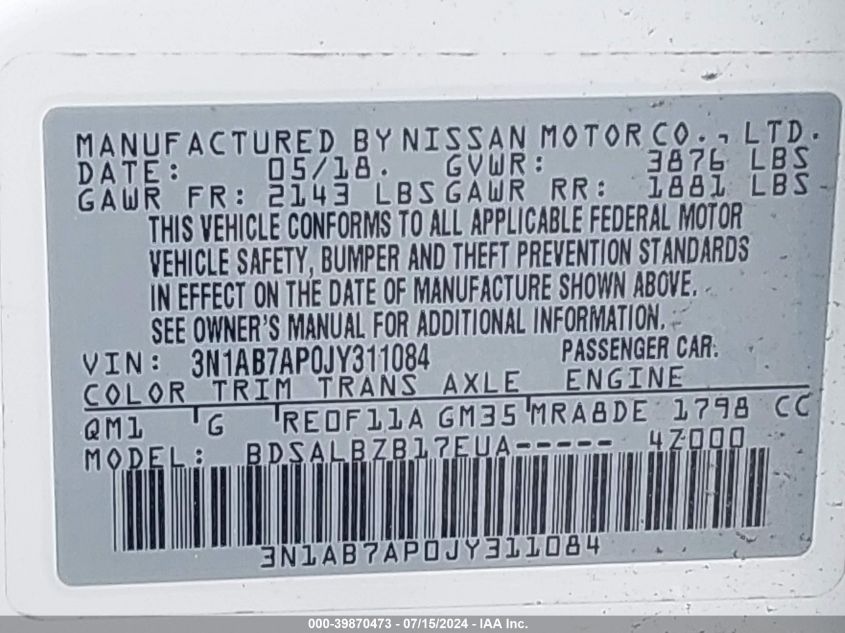 MANUFACTURED BY NISSAN MOTOR CO., LTD.
DATE: 05/18. GVWR: 3876 LBS
GAWR FR: 2143 LBS GAWR RR: 1881 LBS
THIS VEHICLE CONFORMS TO ALL APPLICABLE FEDERAL MOTOR
VEHICLE SAFETY, BUMPER AND THEFT PREVENTION STANDARDS
IN EFFECT ON THE DATE OF MANUFACTURE SHOWN ABOVE.
SEE OWNER'S MANUAL FOR ADDITIONAL INFORMATION.
VIN: 3N1AB7AP0JY311084 PASSENGER CAR.
COLOR TRIM TRANS AXLE ENGINE
QM1 G RE0F11A GM35 MRA8DE 1798 CC
MODEL: BDSALBZB17EUA----- 4Z000
3N1AB7AP0JY311084
000-39870473 - 07/15/2024 - IAA Inc.